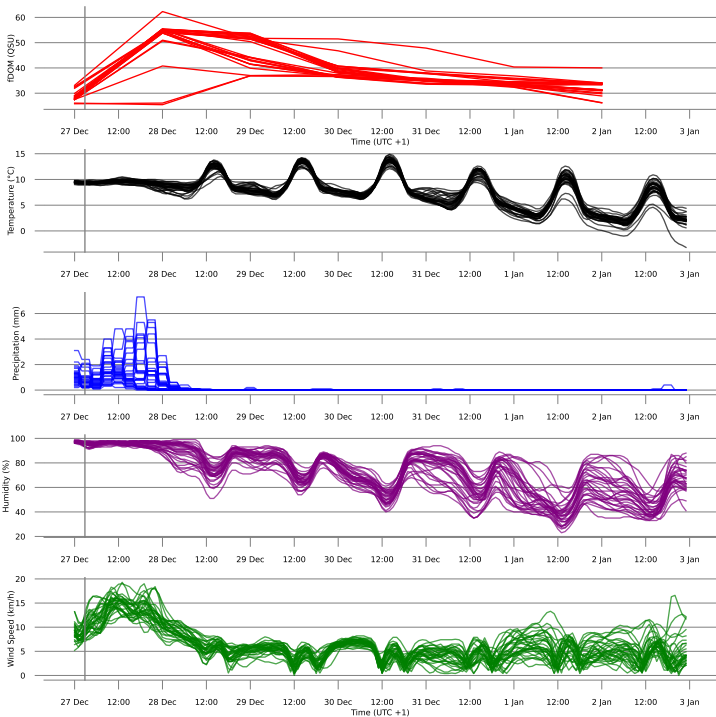 60
50
40
30
fDOM (QSU)
27 Dec 12:00 28 Dec 12:00 29 Dec 12:00 30 Dec 12:00 31 Dec 12:00 1 Jan 12:00 2 Jan 12:00 3 Jan
Time (UTC +1)
15
10
5
0
Temperature (°C)
27 Dec 12:00 28 Dec 12:00 29 Dec 12:00 30 Dec 12:00 31 Dec 12:00 1 Jan 12:00 2 Jan 12:00 3 Jan
6
4
2
0
Precipitation (mm)
27 Dec 12:00 28 Dec 12:00 29 Dec 12:00 30 Dec 12:00 31 Dec 12:00 1 Jan 12:00 2 Jan 12:00 3 Jan
100
80
60
40
20
Humidity (%)
27 Dec 12:00 28 Dec 12:00 29 Dec 12:00 30 Dec 12:00 31 Dec 12:00 1 Jan 12:00 2 Jan 12:00 3 Jan
20
15
10
5
0
Wind Speed (km/h)
27 Dec 12:00 28 Dec 12:00 29 Dec 12:00 30 Dec 12:00 31 Dec 12:00 1 Jan 12:00 2 Jan 12:00 3 Jan
Time (UTC +1)